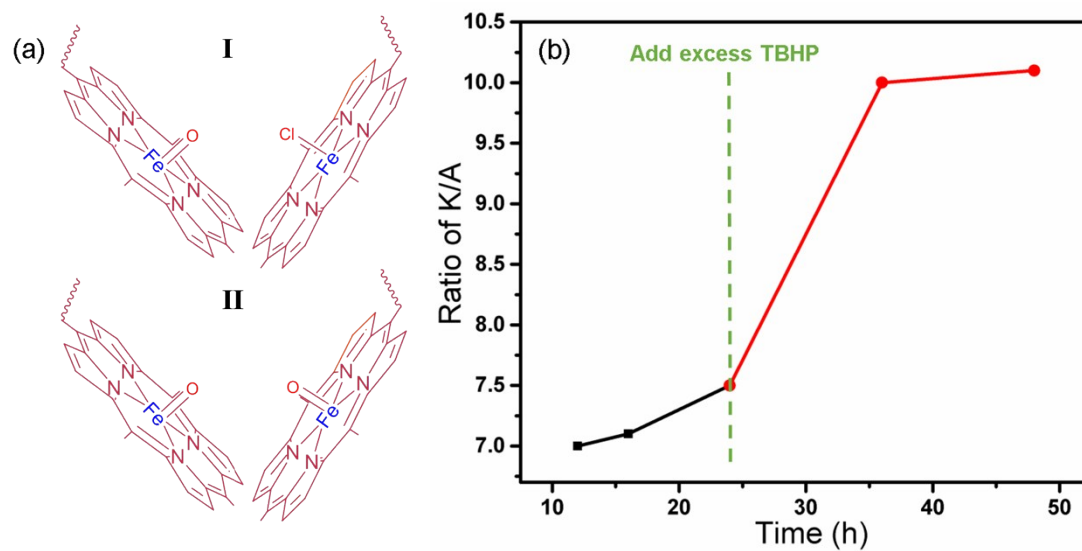 (a)
I
N
N
N
N
Fe
O
Cl
Fe
N
N
N
N
II
N
N
N
N
Fe
O
O
Fe
N
N
N
N
(b)
Add excess TBHP
Ratio of K/A
10.5
10.0
9.5
9.0
8.5
8.0
7.5
7.0
10
20
30
40
50
Time (h)